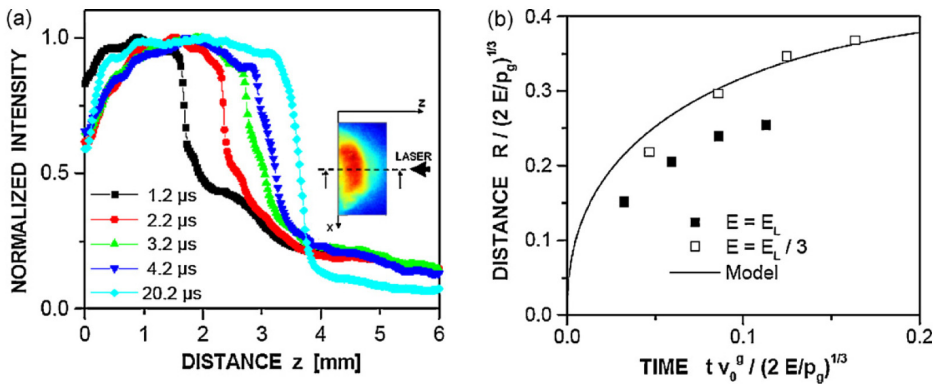 (a)
NORMALIZED INTENSITY
1.0
0.5
0.0
0 1 2 3 4 5 6
DISTANCE z [mm]
1.2 µs
2.2 µs
3.2 µs
4.2 µs
20.2 µs
z
LASER
x
(b)
DISTANCE R / (2 E/p_g)^1/3
0.4
0.3
0.2
0.1
0.0
0.0 0.1 0.2
TIME t v_0^g / (2 E/p_g)^1/3
E = E_L
E = E_L / 3
Model